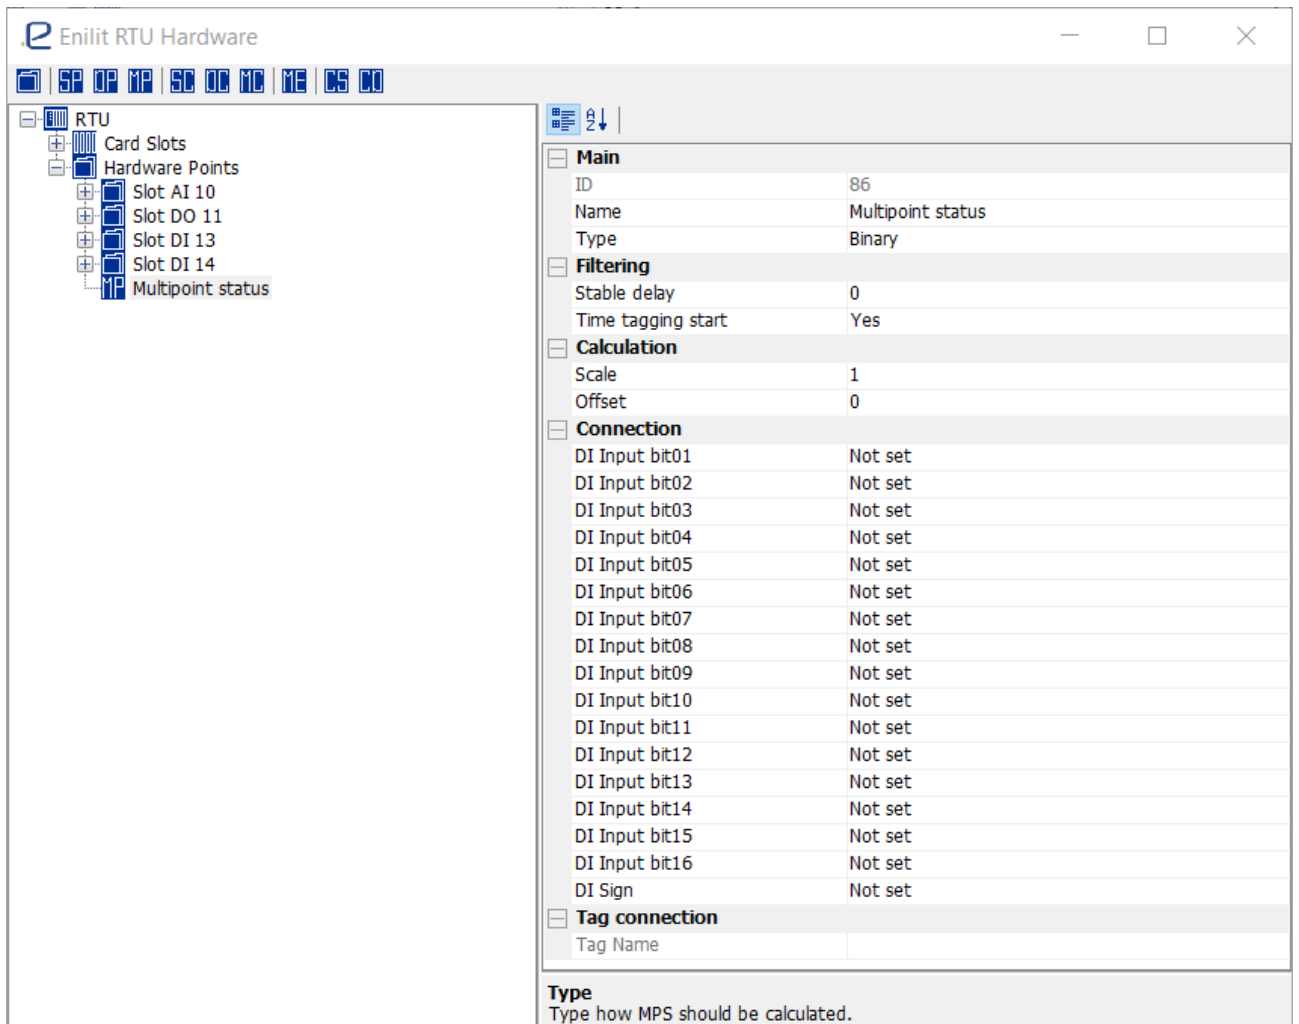 Enilit RTU Hardware
SP DP MP SC DC MC ME CS CD
RTU
Card Slots
Hardware Points
Slot AI 10
Slot DO 11
Slot DI 13
Slot DI 14
MP Multipoint status
Main
ID 86
Name Multipoint status
Type Binary
Filtering
Stable delay 0
Time tagging start Yes
Calculation
Scale 1
Offset 0
Connection
DI Input bit01 Not set
DI Input bit02 Not set
DI Input bit03 Not set
DI Input bit04 Not set
DI Input bit05 Not set
DI Input bit06 Not set
DI Input bit07 Not set
DI Input bit08 Not set
DI Input bit09 Not set
DI Input bit10 Not set
DI Input bit11 Not set
DI Input bit12 Not set
DI Input bit13 Not set
DI Input bit14 Not set
DI Input bit15 Not set
DI Input bit16 Not set
DI Sign Not set
Tag connection
Tag Name
Type
Type how MPS should be calculated.